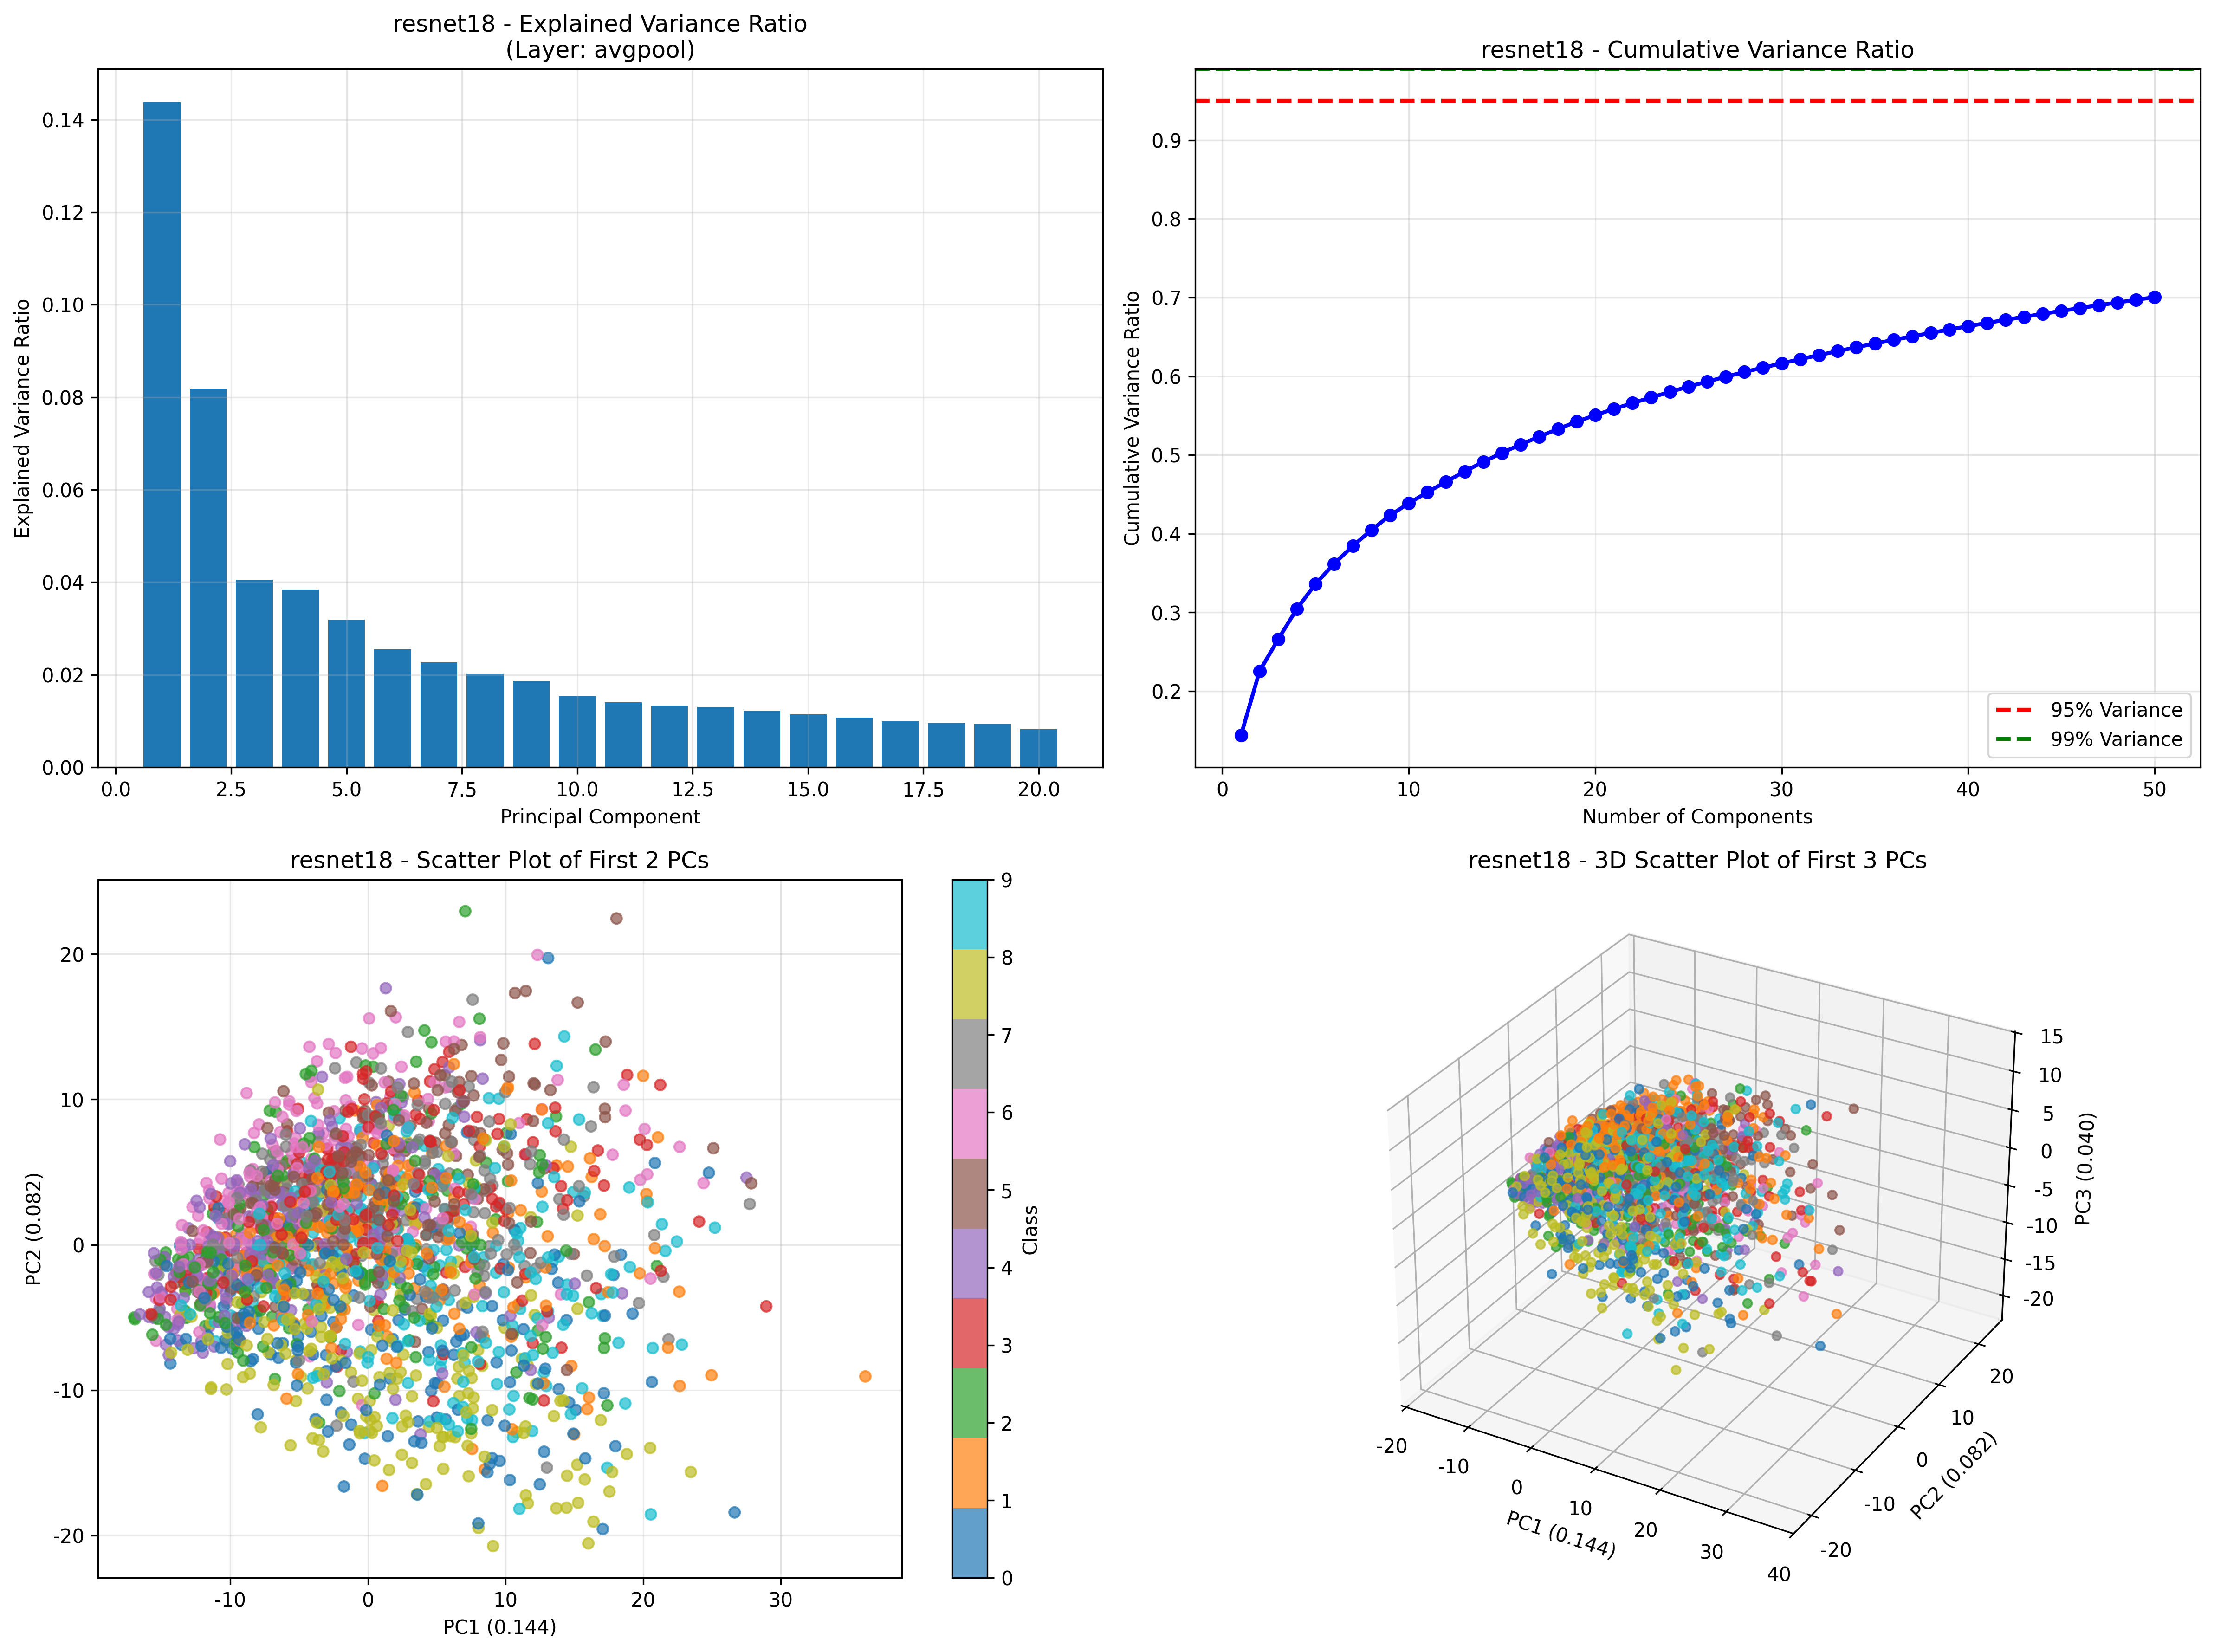 resnet18 - Explained Variance Ratio
(Layer: avgpool)
Explained Variance Ratio
0.14
0.12
0.10
0.08
0.06
0.04
0.02
0.00
0.0 2.5 5.0 7.5 10.0 12.5 15.0 17.5 20.0
Principal Component
resnet18 - Cumulative Variance Ratio
Cumulative Variance Ratio
0.9
0.8
0.7
0.6
0.5
0.4
0.3
0.2
95% Variance
99% Variance
0 10 20 30 40 50
Number of Components
resnet18 - Scatter Plot of First 2 PCs
PC2 (0.082)
20
10
0
-10
-20
-10 0 10 20 30
PC1 (0.144)
9
8
7
6
5
4
3
2
1
0
Class
resnet18 - 3D Scatter Plot of First 3 PCs
15
10
5
0
-5
-10
-15
-20
PC3 (0.040)
20
10
0
-10
-20
PC2 (0.082)
-20
-10
0
10
20
30
40
PC1 (0.144)